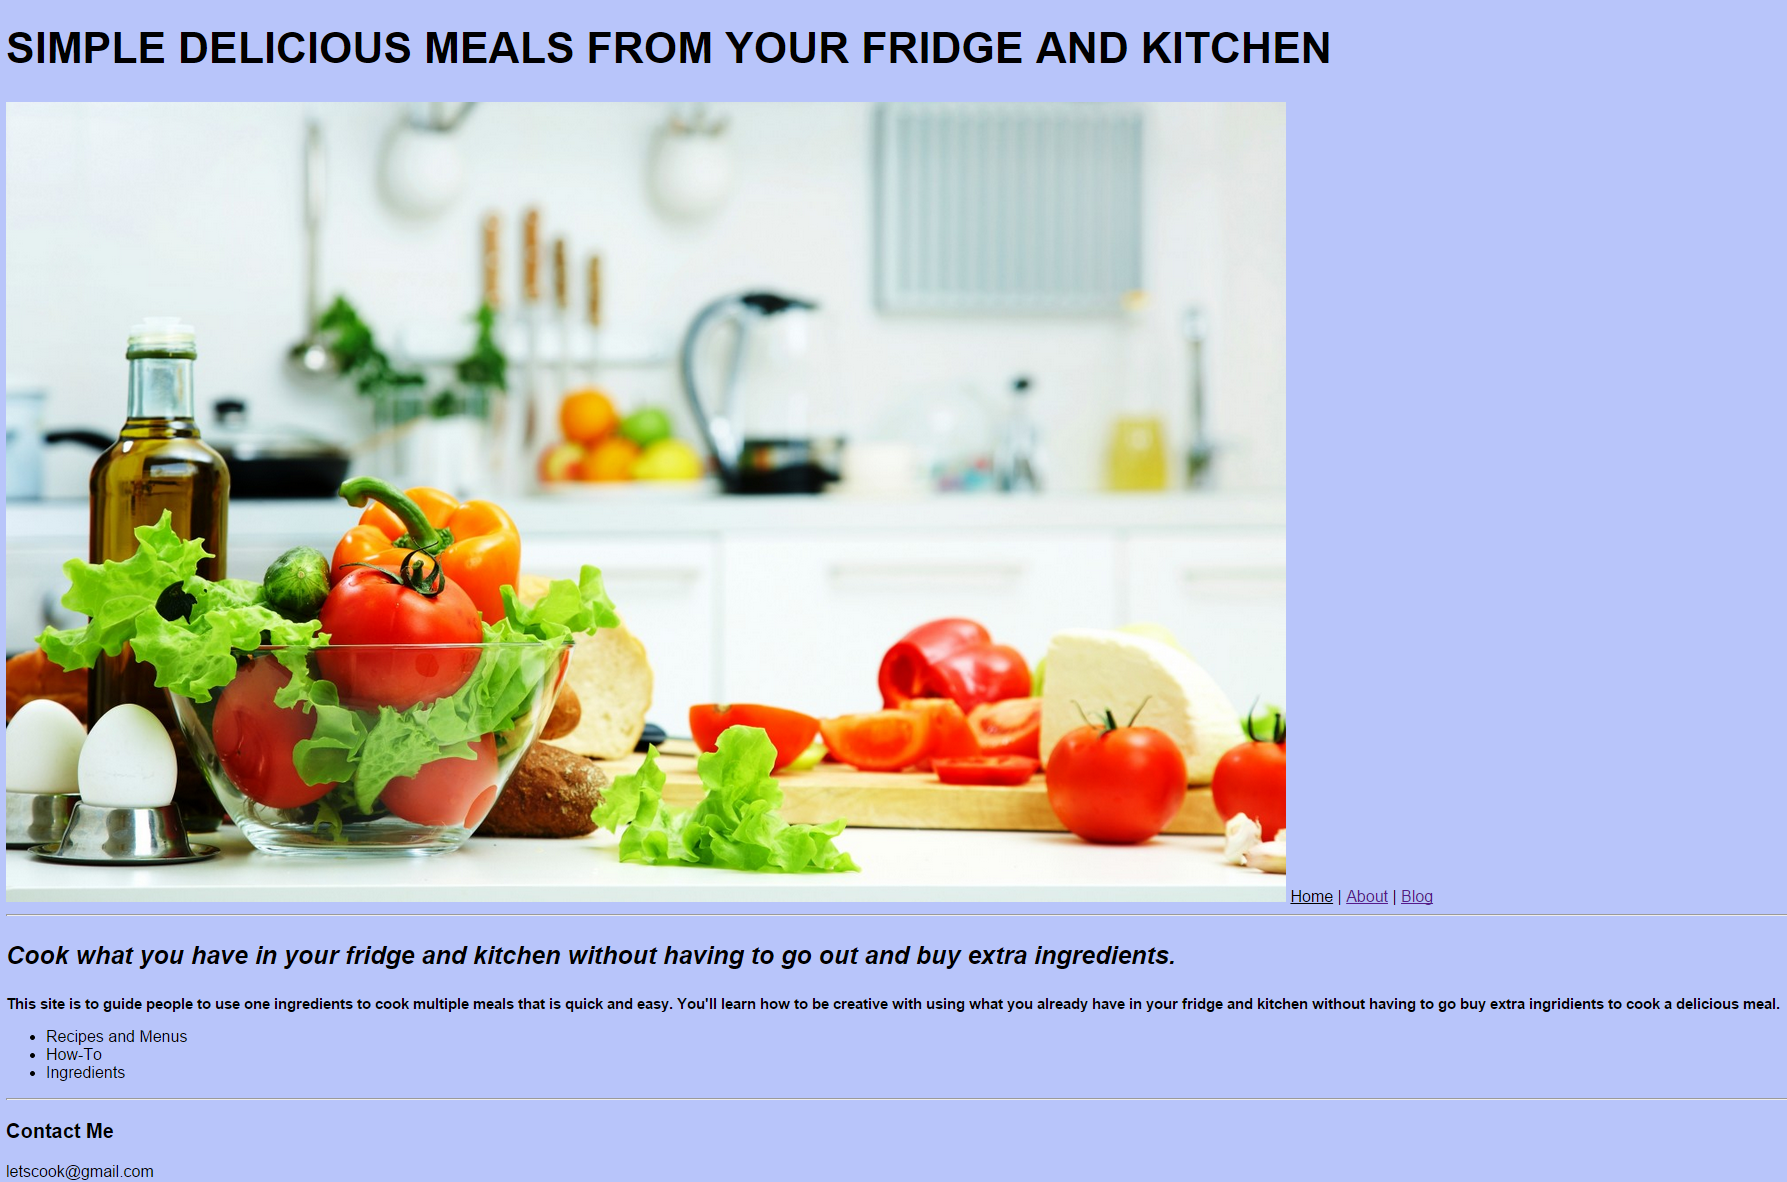 SIMPLE DELICIOUS MEALS FROM YOUR FRIDGE AND KITCHEN
Home | About | Blog
Cook what you have in your fridge and kitchen without having to go out and buy extra ingredients.
This site is to guide people to use one ingredients to cook multiple meals that is quick and easy. You'll learn how to be creative with using what you already have in your fridge and kitchen without having to go buy extra ingridients to cook a delicious meal.
• Recipes and Menus
• How-To
• Ingredients
Contact Me
letscook@gmail.com